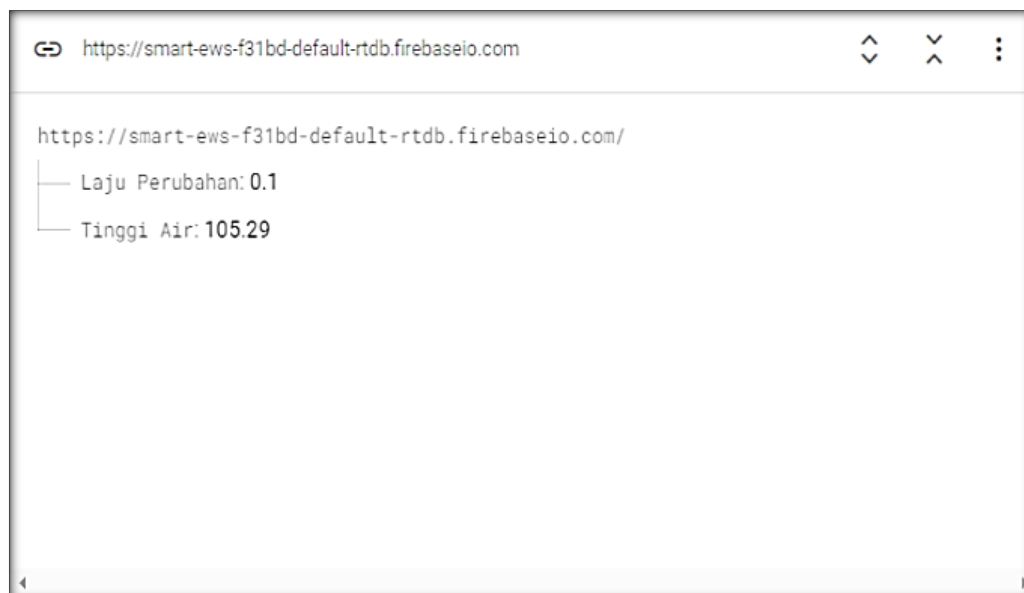 https://smart-ews-f31bd-default-rtdb.firebaseio.com
https://smart-ews-f31bd-default-rtdb.firebaseio.com/
Laju Perubahan: 0.1
Tinggi Air: 105.29